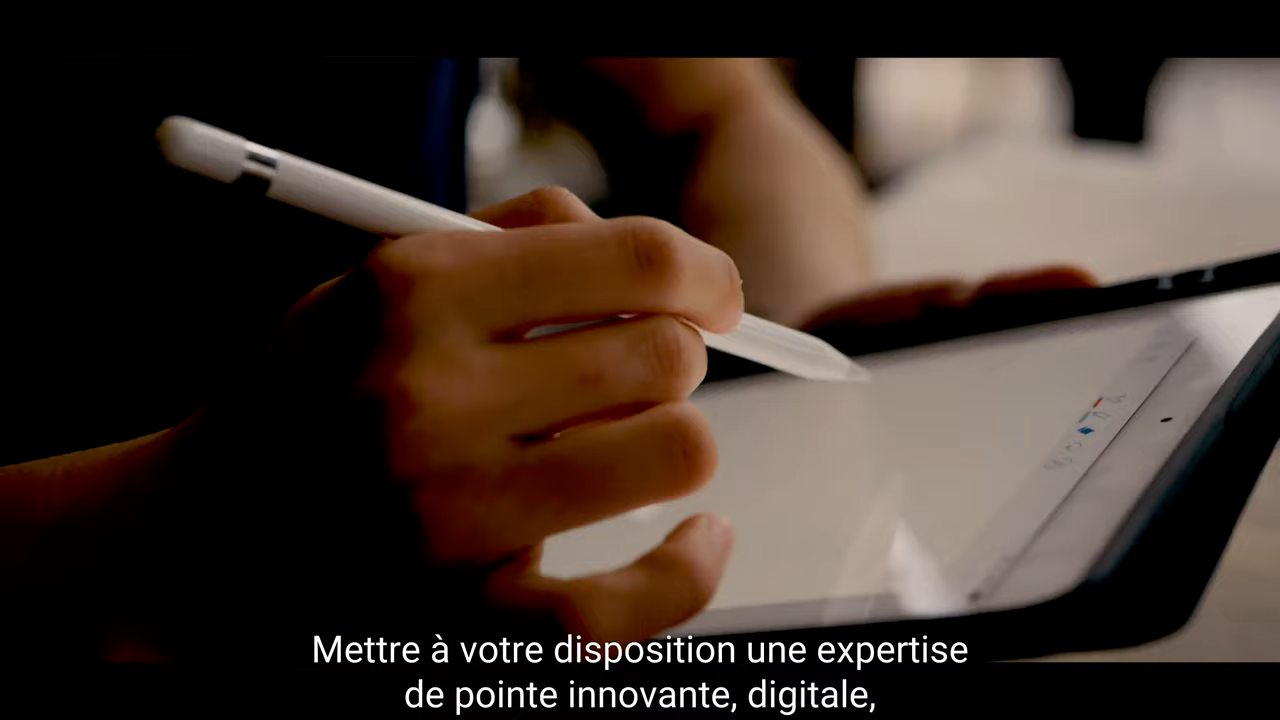 Mettre à votre disposition une expertise
de pointe innovante, digitale,